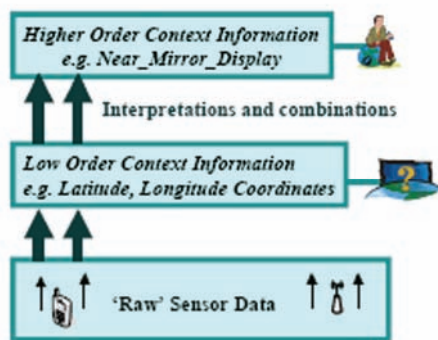 Higher Order Context Information
e.g. Near_Mirror_Display
Interpretations and combinations
Low Order Context Information
e.g. Latitude, Longitude Coordinates
?
'Raw' Sensor Data